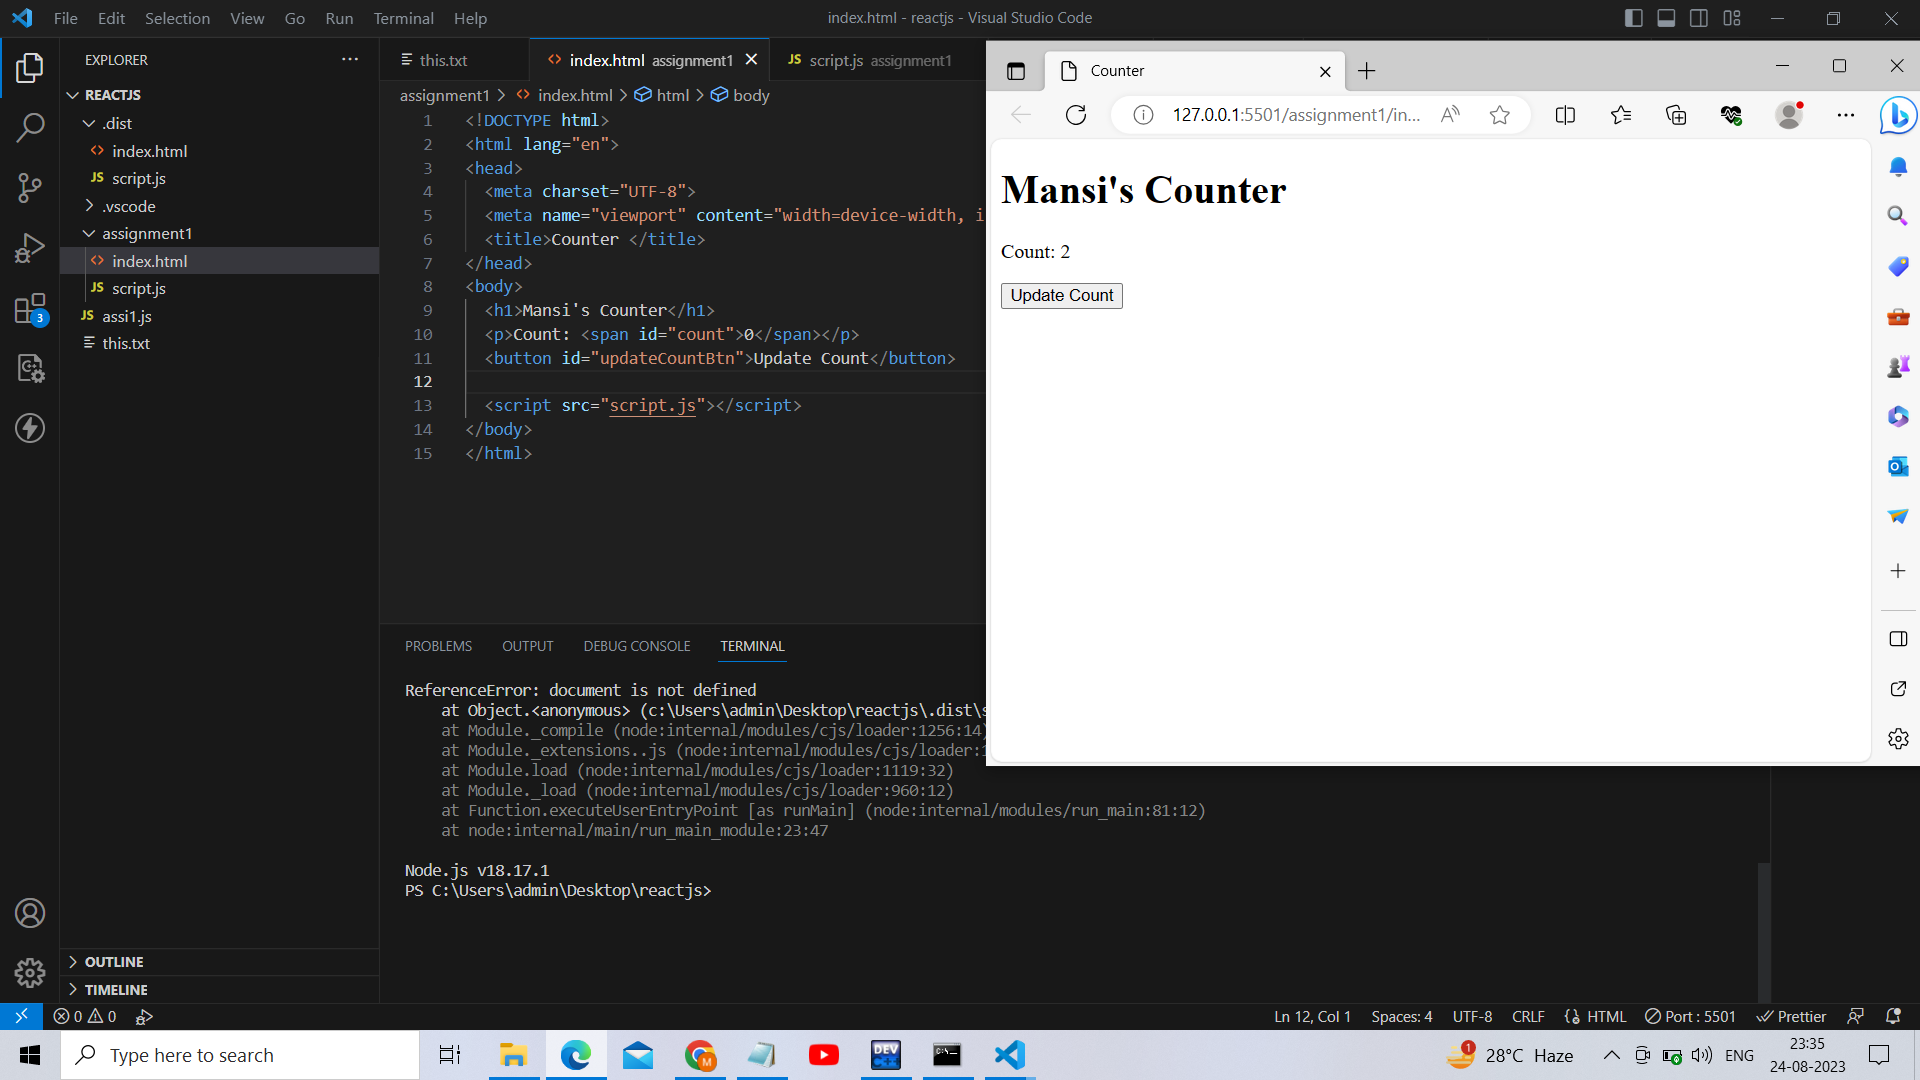 File Edit Selection View Go Run Terminal Help
index.html - reactjs - Visual Studio Code
EXPLORER
REACTJS
.dist
index.html
JS script.js
.vscode
assignment1
index.html
JS script.js
JS assi1.js
this.txt
OUTLINE
TIMELINE
3
this.txt
index.html assignment1
JS script.js assignment1
assignment1 > index.html > html > body
1 <!DOCTYPE html>
2 <html lang="en">
3 <head>
4 <meta charset="UTF-8">
5 <meta name="viewport" content="width=device-width, i
6 <title>Counter </title>
7 </head>
8 <body>
9 <h1>Mansi's Counter</h1>
10 <p>Count: <span id="count">0</span></p>
11 <button id="updateCountBtn">Update Count</button>
12
13 <script src="script.js"></script>
14 </body>
15 </html>
PROBLEMS OUTPUT DEBUG CONSOLE TERMINAL
ReferenceError: document is not defined
at Object.<anonymous> (c:\Users\admin\Desktop\reactjs\.dist\s
at Module._compile (node:internal/modules/cjs/loader:1256:14)
at Module._extensions..js (node:internal/modules/cjs/loader:1
at Module.load (node:internal/modules/cjs/loader:1119:32)
at Module._load (node:internal/modules/cjs/loader:960:12)
at Function.executeUserEntryPoint [as runMain] (node:internal/modules/run_main:81:12)
at node:internal/main/run_main_module:23:47
Node.js v18.17.1
PS C:\Users\admin\Desktop\reactjs>
Counter
127.0.0.1:5501/assignment1/in...
Mansi's Counter
Count: 2
Update Count
0 0
Ln 12, Col 1 Spaces: 4 UTF-8 CRLF HTML Port : 5501 Prettier
Type here to search
M
DEV
C:\_
1
28°C Haze
ENG
23:35
24-08-2023